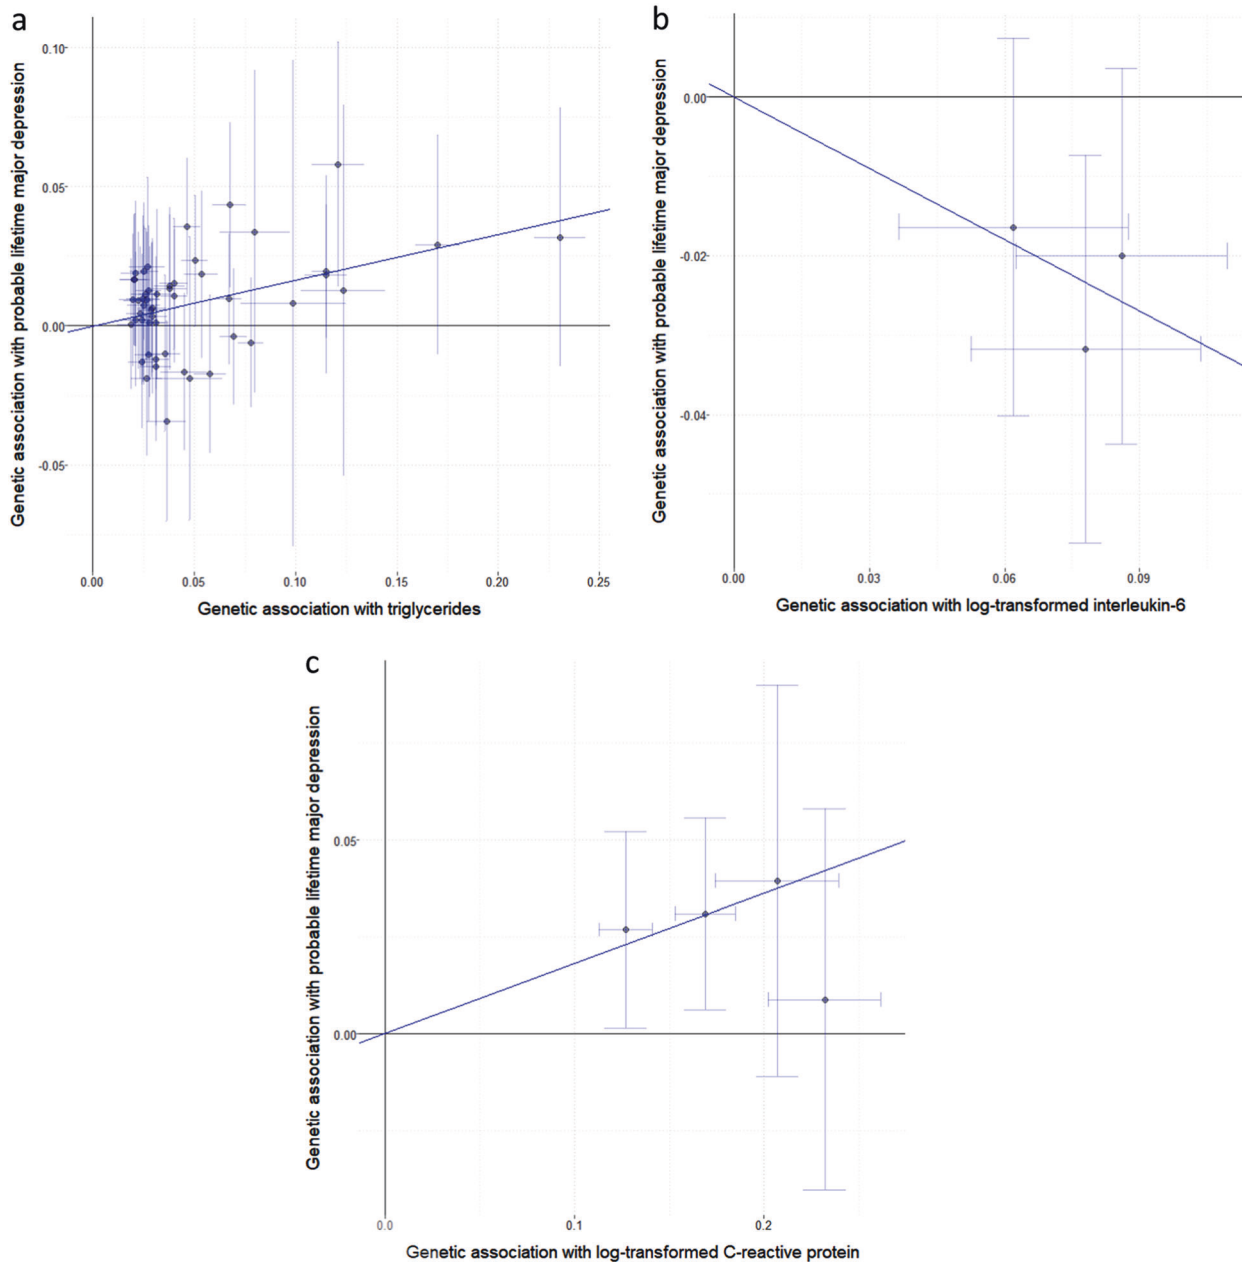 a
Genetic association with probable lifetime major depression
0.10
0.05
0.00
-0.05
0.00 0.05 0.10 0.15 0.20 0.25
Genetic association with triglycerides
b
Genetic association with probable lifetime major depression
0.00
-0.02
-0.04
0.00 0.03 0.06 0.09
Genetic association with log-transformed interleukin-6
c
Genetic association with probable lifetime major depression
0.05
0.00
0.0 0.1 0.2
Genetic association with log-transformed C-reactive protein